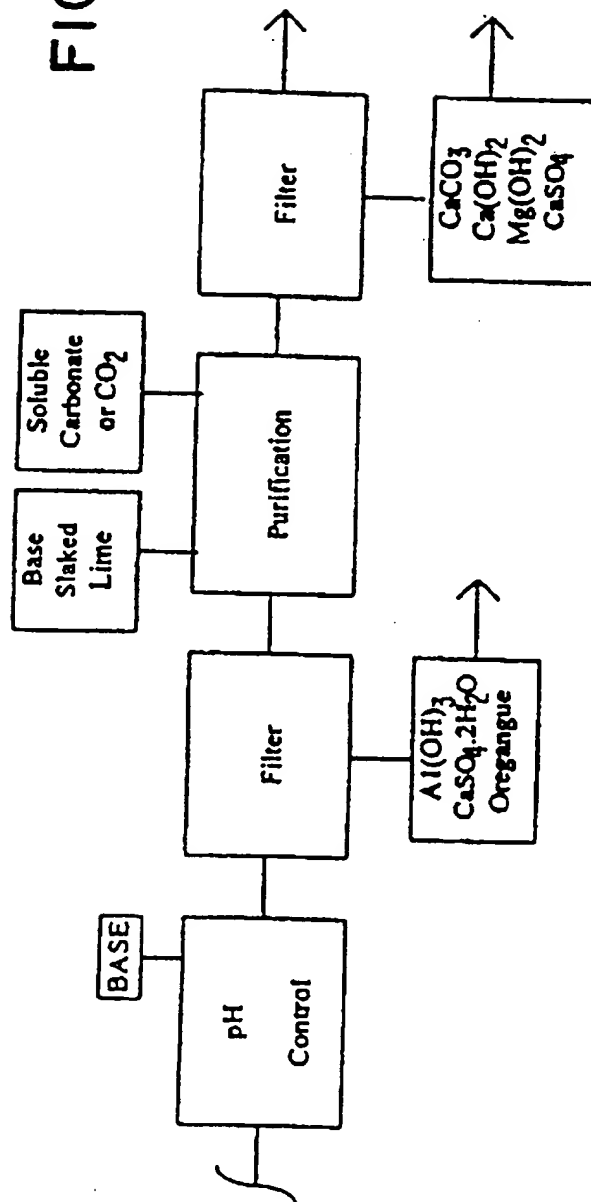 FIG
BASE
pH
Control
Filter
Al(OH)3
CaSO4.2H2O
Oregangue
Base
Slaked
Lime
Soluble
Carbonate
or CO2
Purification
Filter
CaCO3
Ca(OH)2
Mg(OH)2
CaSO4